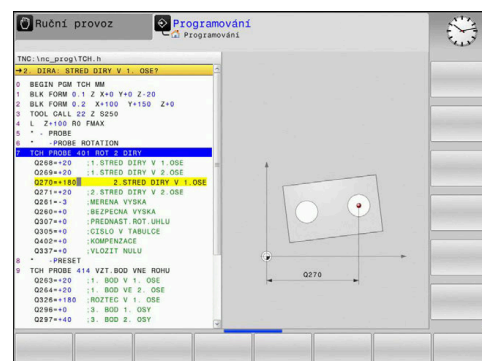 Ruční provoz
Programování
Programování
TNC:\nc_prog\TCH.h
→2. DIRA: STRED DIRY V 1. OSE?
0 BEGIN PGM TCH MM
1 BLK FORM 0.1 Z X+0 Y+0 Z-20
2 BLK FORM 0.2 X+100 Y+150 Z+0
3 TOOL CALL 22 Z S250
4 L Z+100 R0 FMAX
5 * - PROBE
6 * -PROBE ROTATION
7 TCH PROBE 401 ROT 2 DIRY
Q268=+20 ;1.STRED DIRY V 1.OSE
Q269=+20 ;1.STRED DIRY V 2.OSE
Q270=+180 2.STRED DIRY V 1.OSE
Q271=+20 ;2.STRED DIRY V 2.OSE
Q261=-3 ;MERENA VYSKA
Q260=+0 ;BEZPECNA VYSKA
Q307=+0 ;PREDNAST.ROT.UHLU
Q305=+0 ;CISLO V TABULCE
Q402=+0 ;KOMPENZACE
Q337=+0 ;VLOZIT NULU
8 * -PRESET
9 TCH PROBE 414 VZT.BOD VNE ROHU
Q263=+20 ;1. BOD V 1. OSE
Q264=+20 ;1. BOD VE 2. OSE
Q326=+180 ;ROZTEC V 1. OSE
Q296=+0 ;3. BOD 1. OSY
Q297=+40 ;3. BOD 2. OSY
Q270